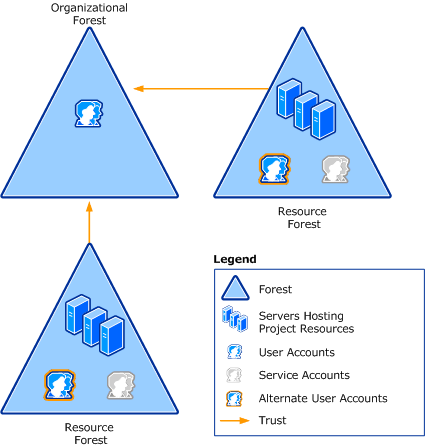 Organizational
Forest
Resource
Forest
Resource
Forest
Legend
Forest
Servers Hosting
Project Resources
User Accounts
Service Accounts
Alternate User Accounts
Trust